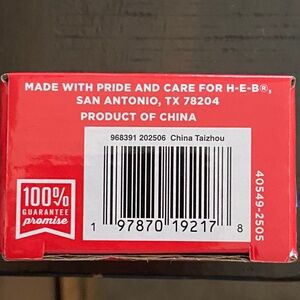 MADE WITH PRIDE AND CARE FOR H-E-B®,
SAN ANTONIO, TX 78204
PRODUCT OF CHINA
968391 202506 China Taizhou
100%
GUARANTEE
promise
1 97870 19217 8
40549-2505